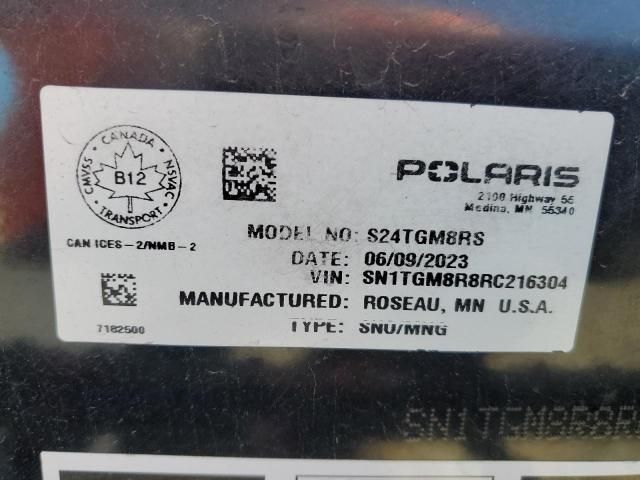 CANADA
CMVSS
NSVAC
B12
TRANSPORT
CAN ICES-2/NMB-2
POLARIS
2100 Highway 55
Medina, MN 55340
MODEL NO: S24TGM8RS
DATE: 06/09/2023
VIN: SN1TGM8R8RC216304
MANUFACTURED: ROSEAU, MN U.S.A.
7182500
TYPE: SNO/MNG